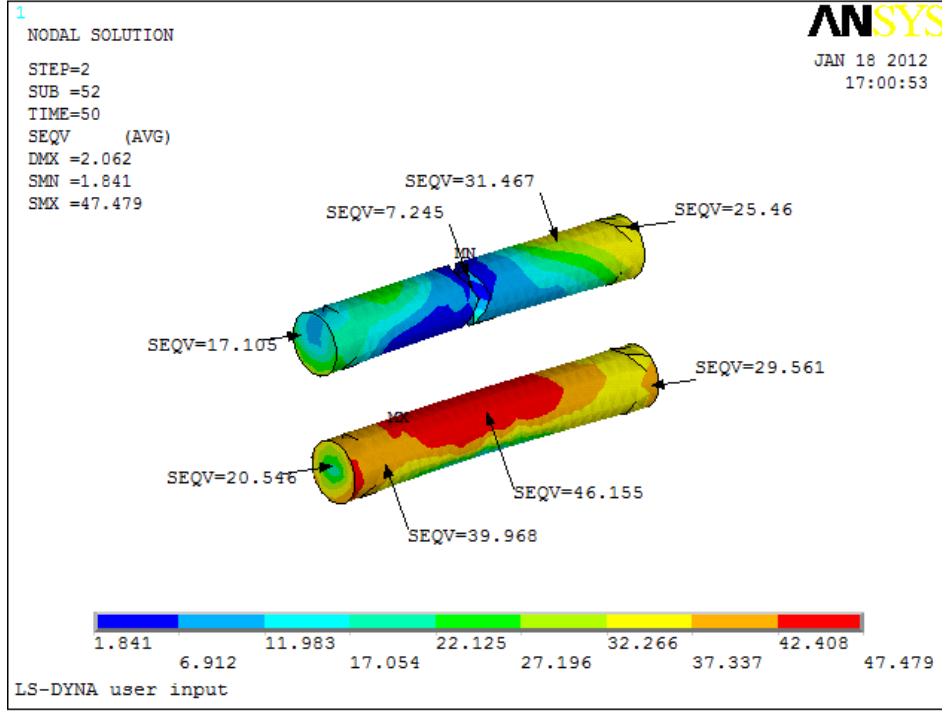 1
ANSYS
NODAL SOLUTION
JAN 18 2012
17:00:53
STEP=2
SUB =52
TIME=50
SEQV     (AVG)
DMX =2.062
SMN =1.841
SMX =47.479
SEQV=31.467
SEQV=7.245
SEQV=25.46
MN
SEQV=17.105
SEQV=29.561
MX
SEQV=20.546
SEQV=46.155
SEQV=39.968
1.841 11.983 22.125 32.266 42.408
6.912 17.054 27.196 37.337 47.479
LS-DYNA user input